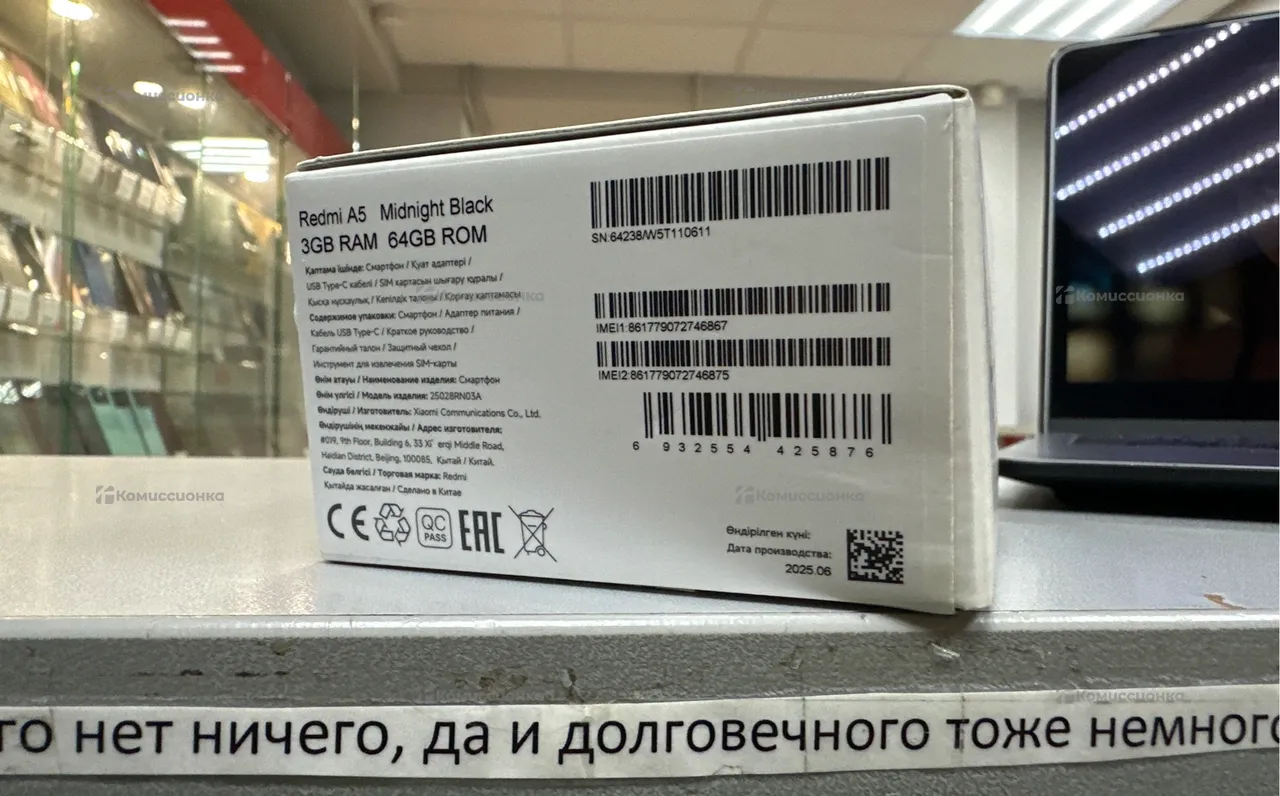 Redmi A5 Midnight Black
3GB RAM 64GB ROM
Қаптама ішінде: Смартфон / Қуат адаптері /
USB Type-C кабелі / SIM картасын шығару құралы /
Қысқа нұсқаулық / Кепілдік талоны / Қорғау қаптамасы
Содержимое упаковки: Смартфон / Адаптер питания /
Кабель USB Type-C / Краткое руководство /
Гарантийный талон / Защитный чехол /
Инструмент для извлечения SIM-карты
Өнім атауы / Наименование изделия: Смартфон
Өнім үлгісі / Модель изделия: 25028RN03A
Өндіруші / Изготовитель: Xiaomi Communications Co., Ltd.
Өндірушінің мекенжайы / Адрес изготовителя:
#019, 9th Floor, Building 6, 33 Xi'erqi Middle Road,
Haidian District, Beijing, 100085, Қытай / Китай.
Сауда белгісі / Торговая марка: Redmi
Қытайда жасалған / Сделано в Китае
CE QC PASS EAC
SN:64238/W5T110611
IMEI1:861779072746867
IMEI2:861779072746875
6 932554 425876
Өндірілген күні:
Дата производства:
2025.06
Комиссионка
Комиссионка
Комиссионка
Комиссионка
го нет ничего, да и долговечного тоже немного